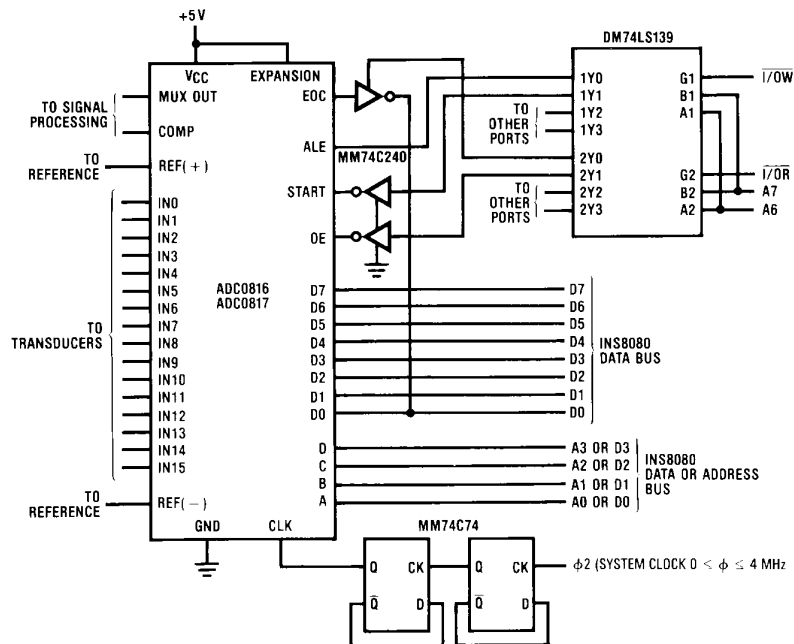 +5V
DM74LS139
VCC
EXPANSION
MUX OUT
EOC
COMP
ALE
MM74C240
REF(+)
START
OE
TO SIGNAL
PROCESSING
TO
REFERENCE
IN0
IN1
IN2
IN3
IN4
IN5
IN6
IN7
IN8
IN9
IN10
IN11
IN12
IN13
IN14
IN15
TO
TRANSDUCERS
ADC0816
ADC0817
TO
REFERENCE
REF(−)
GND
CLK
D7
D6
D5
D4
D3
D2
D1
D0
D
C
B
A
1Y0
1Y1
1Y2
1Y3
2Y0
2Y1
2Y2
2Y3
TO
OTHER
PORTS
TO
OTHER
PORTS
G1
B1
A1
G2
B2
A2
I/OW
I/OR
A7
A6
D7
D6
D5
D4
D3
D2
D1
D0
INS8080
DATA BUS
A3 OR D3
A2 OR D2
A1 OR D1
A0 OR D0
INS8080
DATA OR ADDRESS
BUS
MM74C74
Q CK
Q̅ D
Q CK
Q̅ D
ϕ2 (SYSTEM CLOCK 0 < ϕ ≤ 4 MHz